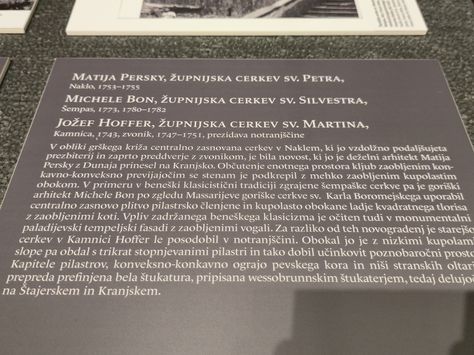 MATIJA PERSKY, ŽUPNIJSKA CERKEV SV. PETRA,
Naklo, 1753–1755
MICHELE BON, ŽUPNIJSKA CERKEV SV. SILVESTRA,
Šempas, 1773, 1780–1782
JOŽEF HOFFER, ŽUPNIJSKA CERKEV SV. MARTINA,
Kamnica, 1743, zvonik, 1747–1751, prezidava notranjščine
V obliki grškega križa centralno zasnovana cerkev v Naklem, ki jo vzdolžno podaljšujeta
prezbiterij in zaprto preddverje z zvonikom, je bila novost, ki jo je deželni arhitekt Matija
Persky z Dunaja prinesel na Kranjsko. Občutenje enotnega prostora kljub zaobljenim kon-
kavno-konveksno previjajočim se stenam je podkrepil z mehko zaobljenim kupolastim
obokom. V primeru v beneški klasicistični tradiciji zgrajene šempaške cerkve pa je goriški
arhitekt Michele Bon po zgledu Massarijeve goriške cerkve sv. Karla Boromejskega uporabil
centralno zasnovo plitvo pilastrsko členjene in kupolasto obokane ladje kvadratnega tlorisa
z zaobljenimi koti. Vpliv zadržanega beneškega klasicizma je očiten tudi v monumentalni
paladijevski tempeljski fasadi z zaobljenimi vogali. Za razliko od teh novogradenj je starejšo
cerkev v Kamnici Hoffer le posodobil v notranjščini. Obokal jo je z nizkimi kupolami,
slope pa obdal s trikrat stopnjevanimi pilastri in tako dobil učinkovit poznobaročni prostor.
Kapitele pilastrov, konveksno-konkavno ograjo pevskega kora in niši stranskih oltarjev
prepreda prefinjena bela štukatura, pripisana wessobrunnskim štukaterjem, tedaj delujočim
na Štajerskem in Kranjskem.